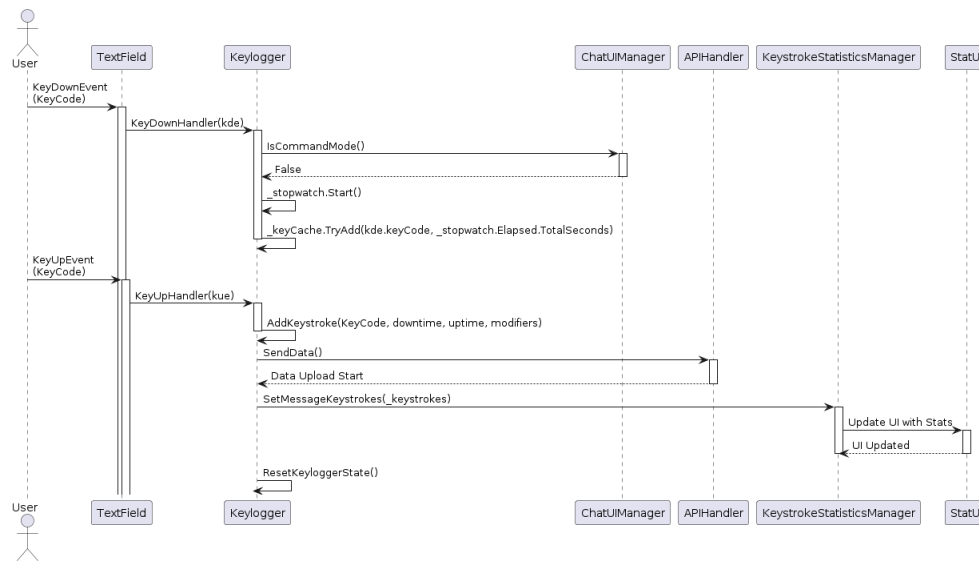 User
TextField
Keylogger
ChatUIManager
APIHandler
KeystrokeStatisticsManager
StatU
KeyDownEvent
(KeyCode)
KeyDownHandler(kde)
IsCommandMode()
False
_stopwatch.Start()
_keyCache.TryAdd(kde.keyCode, _stopwatch.Elapsed.TotalSeconds)
KeyUpEvent
(KeyCode)
KeyUpHandler(kue)
AddKeystroke(KeyCode, downtime, uptime, modifiers)
SendData()
Data Upload Start
SetMessageKeystrokes(_keystrokes)
Update UI with Stats
UI Updated
ResetKeyloggerState()
User
TextField
Keylogger
ChatUIManager
APIHandler
KeystrokeStatisticsManager
StatU